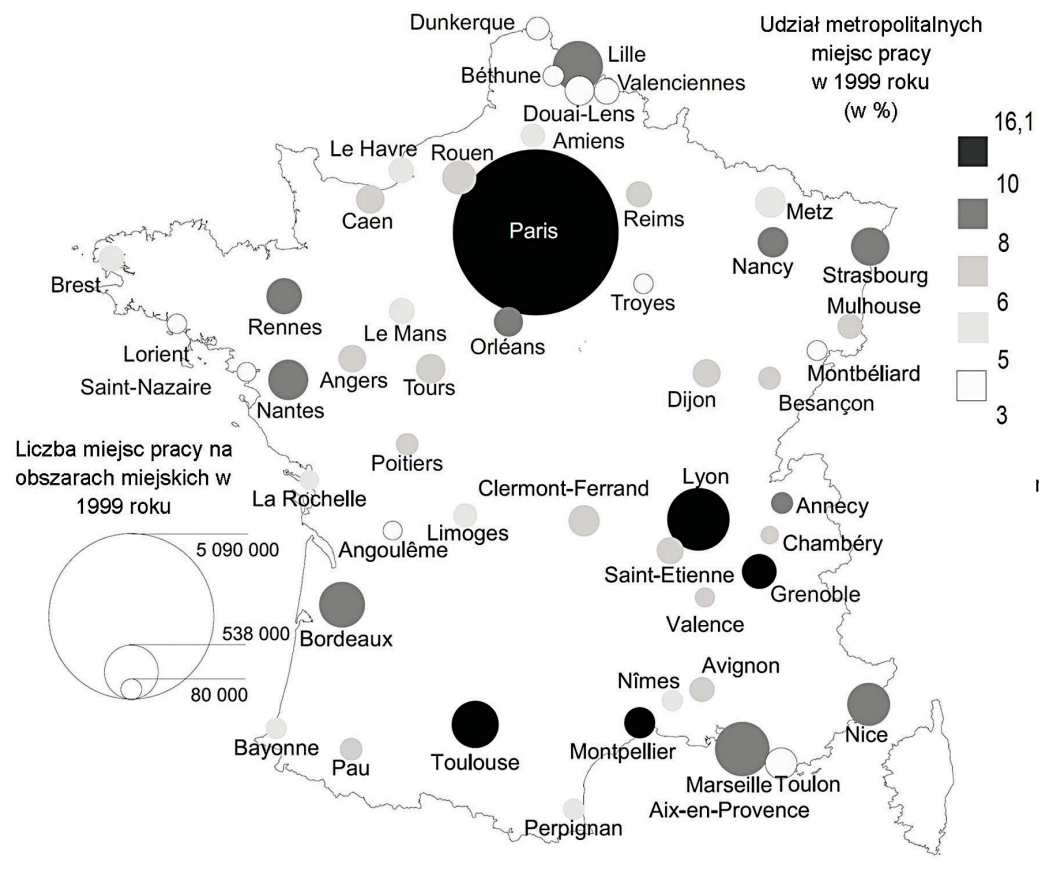 Dunkerque
Udział metropolitalnych
miejsc pracy
w 1999 roku
(w %)
Lille
Béthune
Valenciennes
Douai-Lens
Amiens
16,1
10
8
6
5
3
Le Havre
Rouen
Caen
Paris
Reims
Metz
Nancy
Strasbourg
Brest
Troyes
Mulhouse
Rennes
Le Mans
Orléans
Lorient
Montbéliard
Saint-Nazaire
Angers
Tours
Dijon
Besançon
Nantes
Liczba miejsc pracy na
obszarach miejskich w
1999 roku
Poitiers
Lyon
La Rochelle
Clermont-Ferrand
Annecy
Limoges
Angoulême
Chambéry
5 090 000
Saint-Etienne
Grenoble
538 000
Bordeaux
Valence
80 000
Avignon
Nîmes
Bayonne
Pau
Toulouse
Montpellier
Nice
Marseille
Toulon
Aix-en-Provence
Perpignan